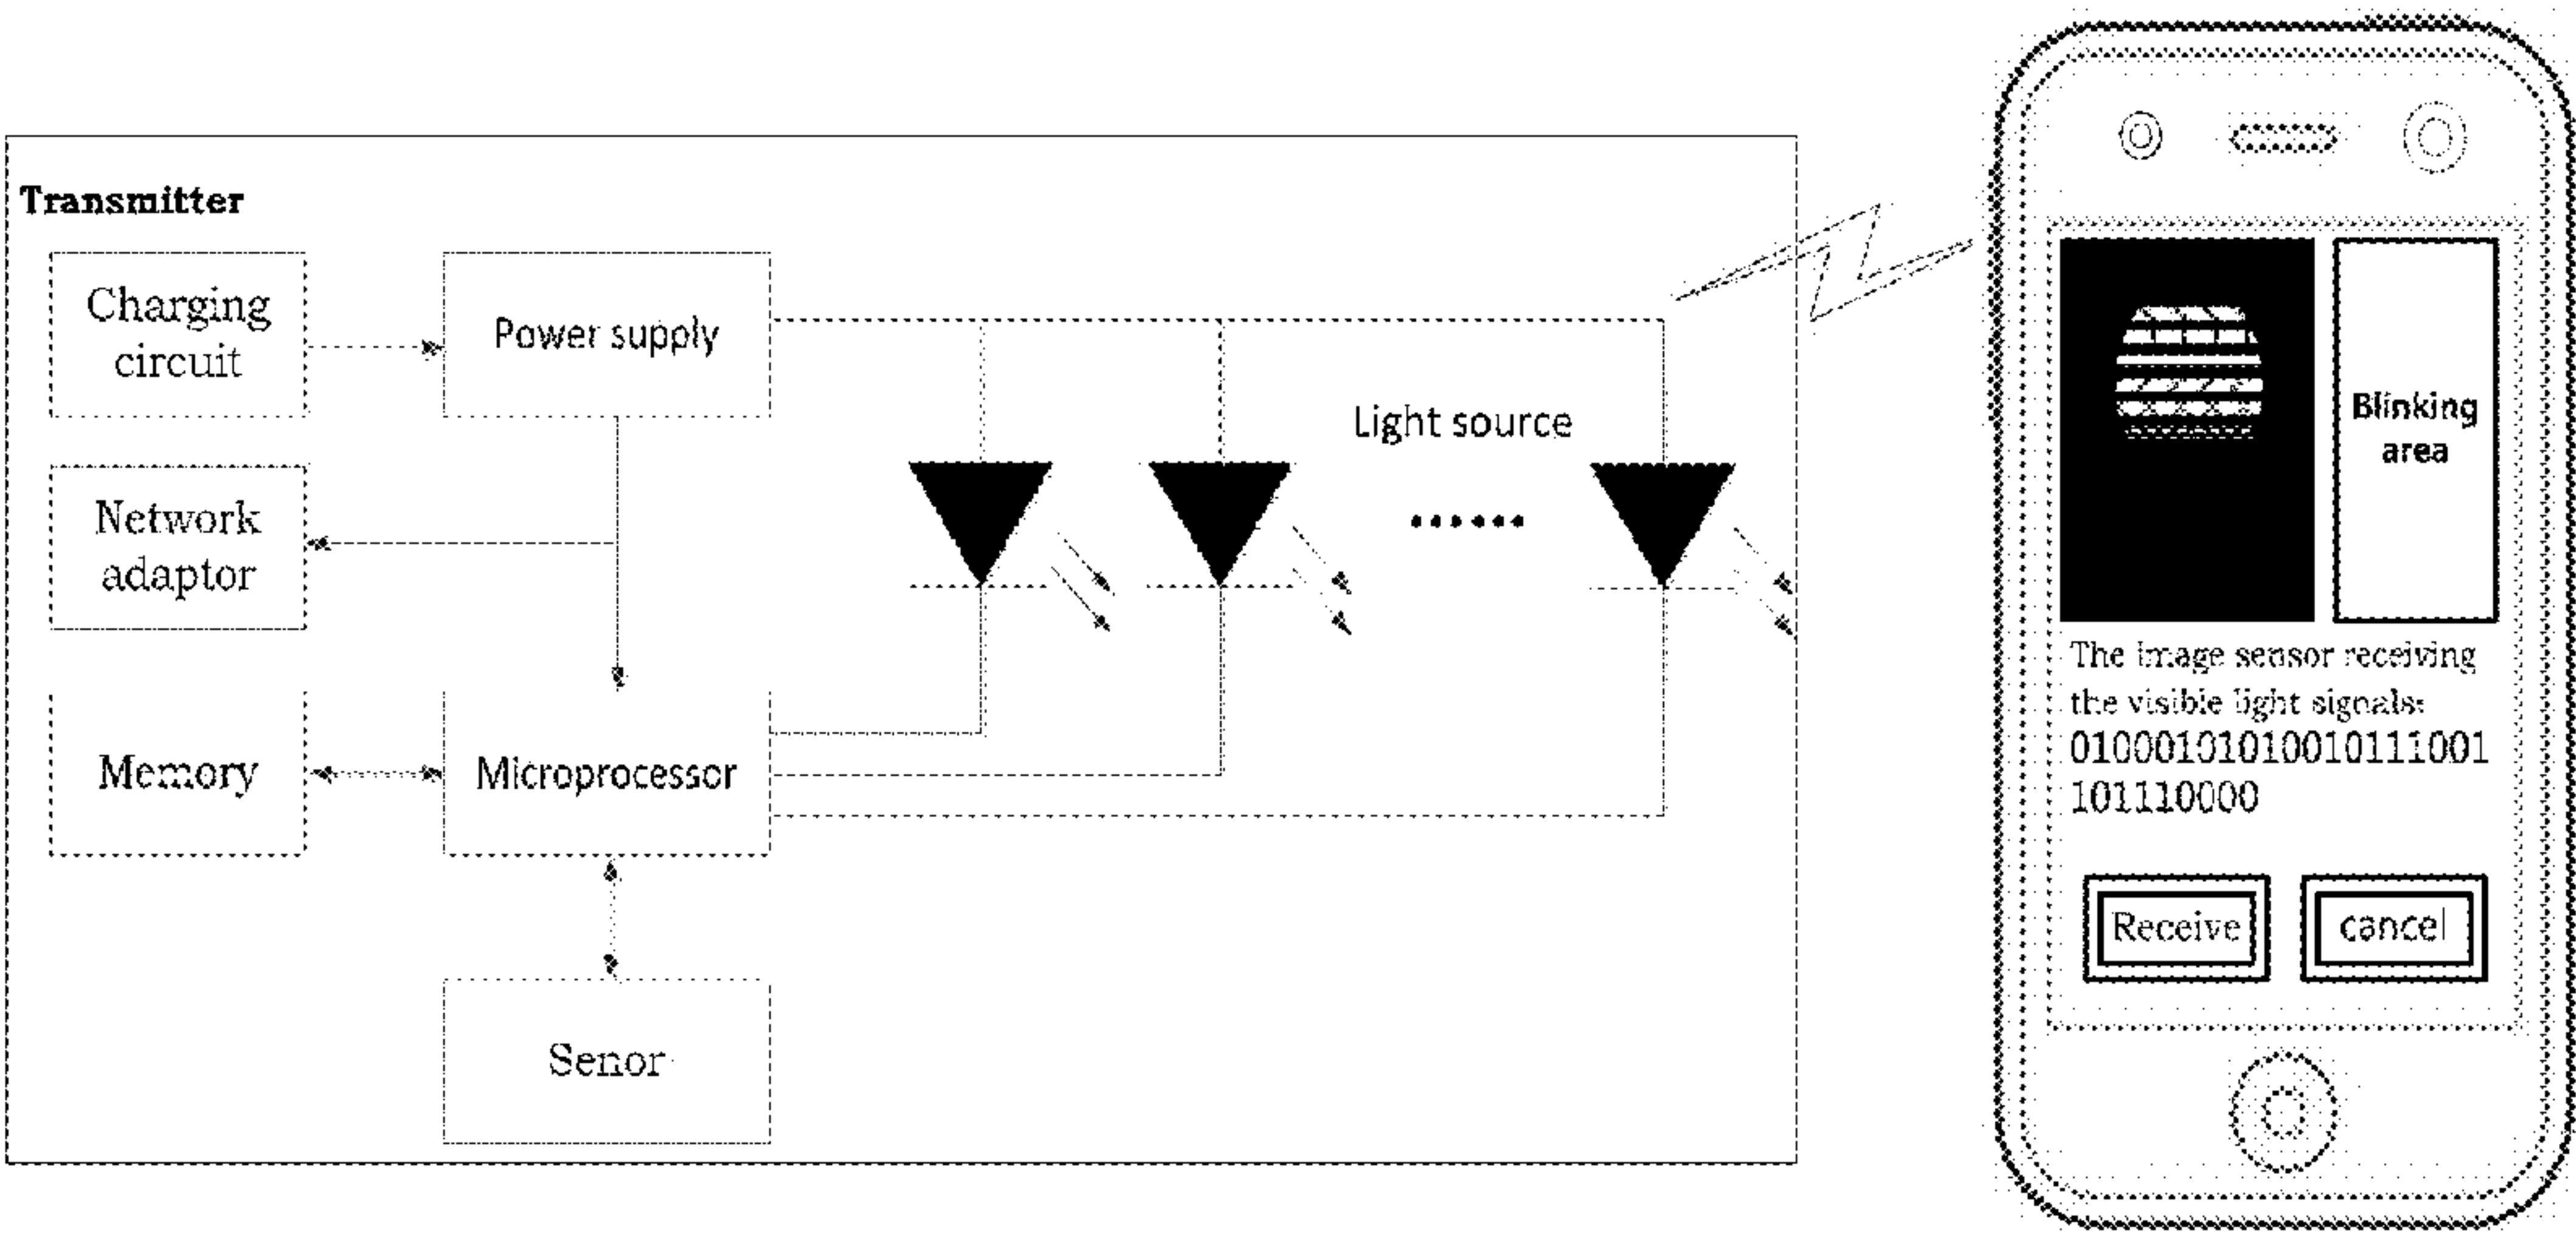 Transmitter
Charging
circuit
Power supply
Network
adaptor
Light source
Memory
Microprocessor
Senor
Blinking
area
The image sensor receiving
the visible light signals:
01000101010010111001
101110000
Receive
cancel